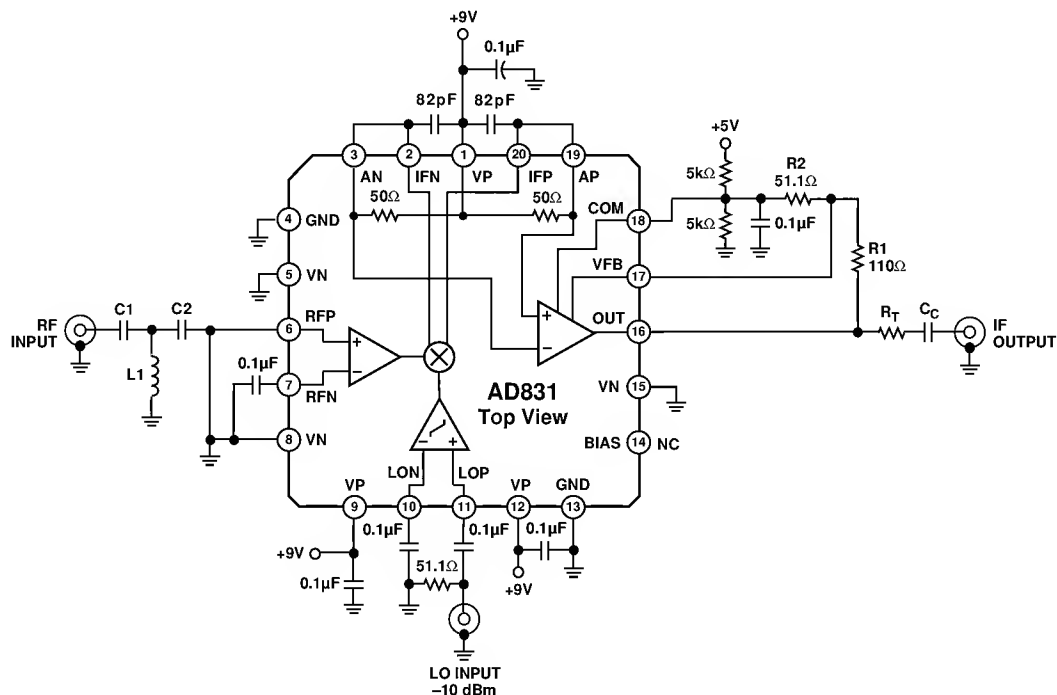 +9V
0.1µF
82pF
82pF
+5V
3
2
1
20
19
AN
IFN
VP
IFP
AP
5kΩ
R2
51.1Ω
50Ω
50Ω
COM
18
5kΩ
0.1µF
4
GND
R1
110Ω
VFB
17
5
VN
C1
C2
RF
INPUT
6
RFP
+
−
+
−
OUT
16
RT
CC
IF
OUTPUT
L1
0.1µF
7
RFN
AD831
Top View
VN
15
8
VN
−
+
BIAS
14
NC
LON
LOP
VP
VP
GND
9
10
11
12
13
0.1µF
0.1µF
0.1µF
+9V
51.1Ω
0.1µF
+9V
LO INPUT
−10 dBm